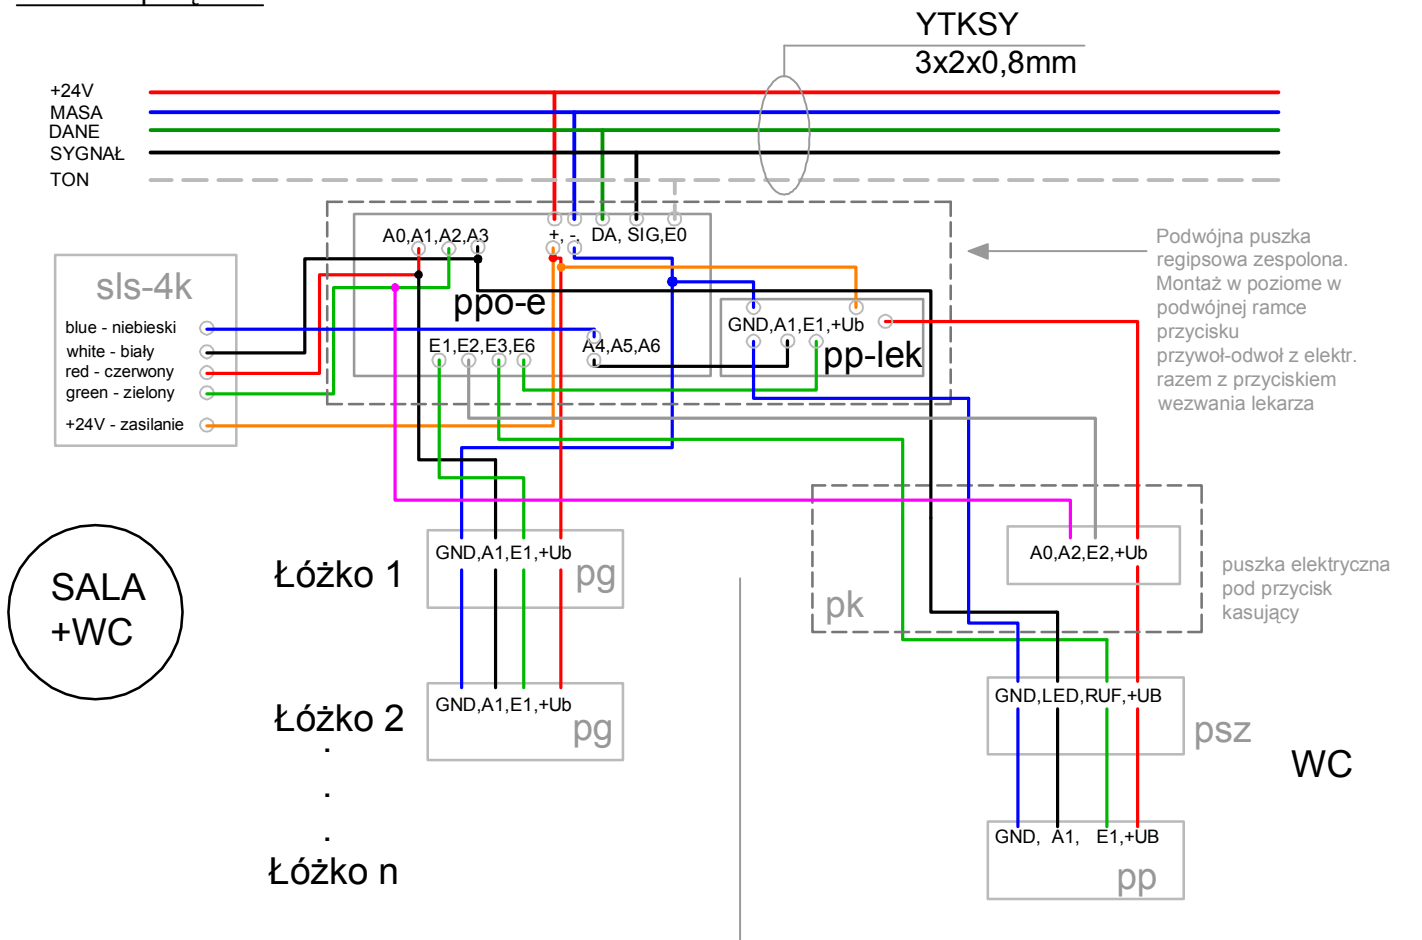 YTKSY
3x2x0,8mm
+24V
MASA
DANE
SYGNAŁ
TON
A0,A1,A2,A3
+, -,
DA, SIG,E0
Podwójna puszka
regipsowa zespolona.
Montaż w poziome w
podwójnej ramce
przycisku
przywoł-odwoł z elektr.
razem z przyciskiem
wezwania lekarza
sls-4k
blue - niebieski
white - biały
red - czerwony
green - zielony
+24V - zasilanie
ppo-e
GND,A1,E1,+Ub
pp-lek
E1,E2,E3,E6
A4,A5,A6
SALA
+WC
Łóżko 1
GND,A1,E1,+Ub
pg
A0,A2,E2,+Ub
pk
puszka elektryczna
pod przycisk
kasujący
Łóżko 2
GND,A1,E1,+Ub
pg
GND,LED,RUF,+UB
psz
WC
.
.
.
Łóżko n
GND, A1, E1,+UB
pp